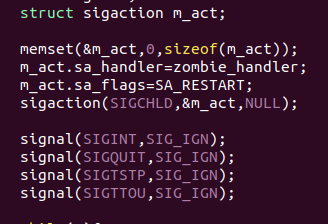 struct sigaction m_act;
memset(&m_act,0,sizeof(m_act));
m_act.sa_handler=zombie_handler;
m_act.sa_flags=SA_RESTART;
sigaction(SIGCHLD,&m_act,NULL);
signal(SIGINT,SIG_IGN);
signal(SIGQUIT,SIG_IGN);
signal(SIGTSTP,SIG_IGN);
signal(SIGTTOU,SIG_IGN);